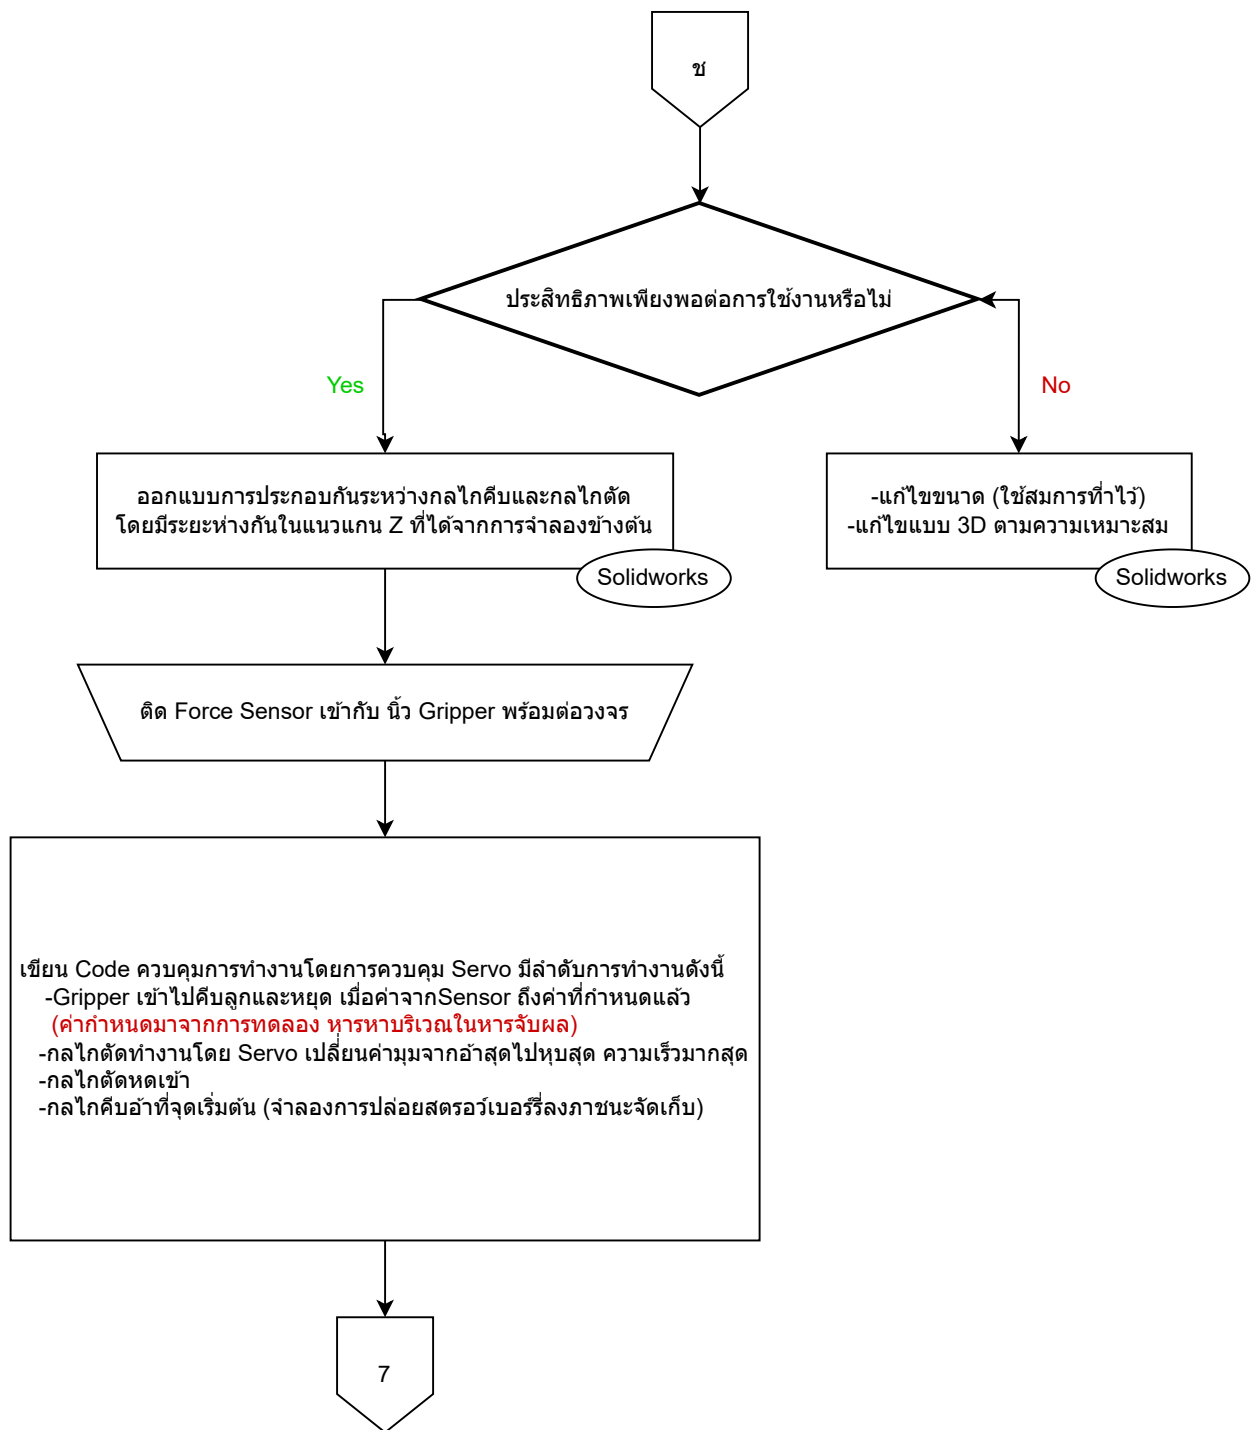 ช
ประสิทธิภาพเพียงพอต่อการใช้งานหรือไม่
Yes
No
ออกแบบการประกอบกันระหว่างกลไกคีบและกลไกตัด
โดยมีระยะห่างกันในแนวแกน Z ที่ได้จากการจำลองข้างต้น
Solidworks
-แก้ไขขนาด (ใช้สมการที่าไว้)
-แก้ไขแบบ 3D ตามความเหมาะสม
Solidworks
ติด Force Sensor เข้ากับ นิ้ว Gripper พร้อมต่อวงจร
เขียน Code ควบคุมการทำงานโดยการควบคุม Servo มีลำดับการทำงานดังนี้
-Gripper เข้าไปคีบลูกและหยุด เมื่อค่าจากSensor ถึงค่าที่กำหนดแล้ว
(ค่ากำหนดมาจากการทดลอง หารหาบริเวณในหารจับผล)
-กลไกตัดทำงานโดย Servo เปลี่ยนค่ามุมจากอ้าสุดไปหุบสุด ความเร็วมากสุด
-กลไกตัดหดเข้า
-กลไกคีบอ้าที่จุดเริ่มต้น (จำลองการปล่อยสตรอว์เบอร์รี่ลงภาชนะจัดเก็บ)
7